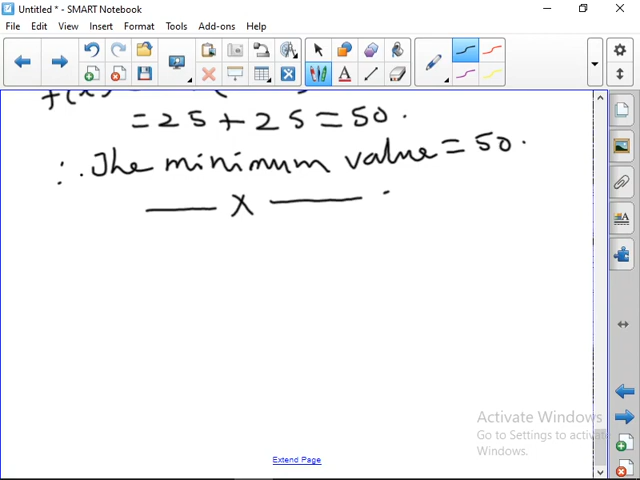 Untitled * - SMART Notebook
File Edit View Insert Format Tools Add-ons Help
= 25 + 25 = 50.
∴ The minimum value = 50.
—— X ——
Activate Windows
Go to Settings to activate
Windows.
Extend Page